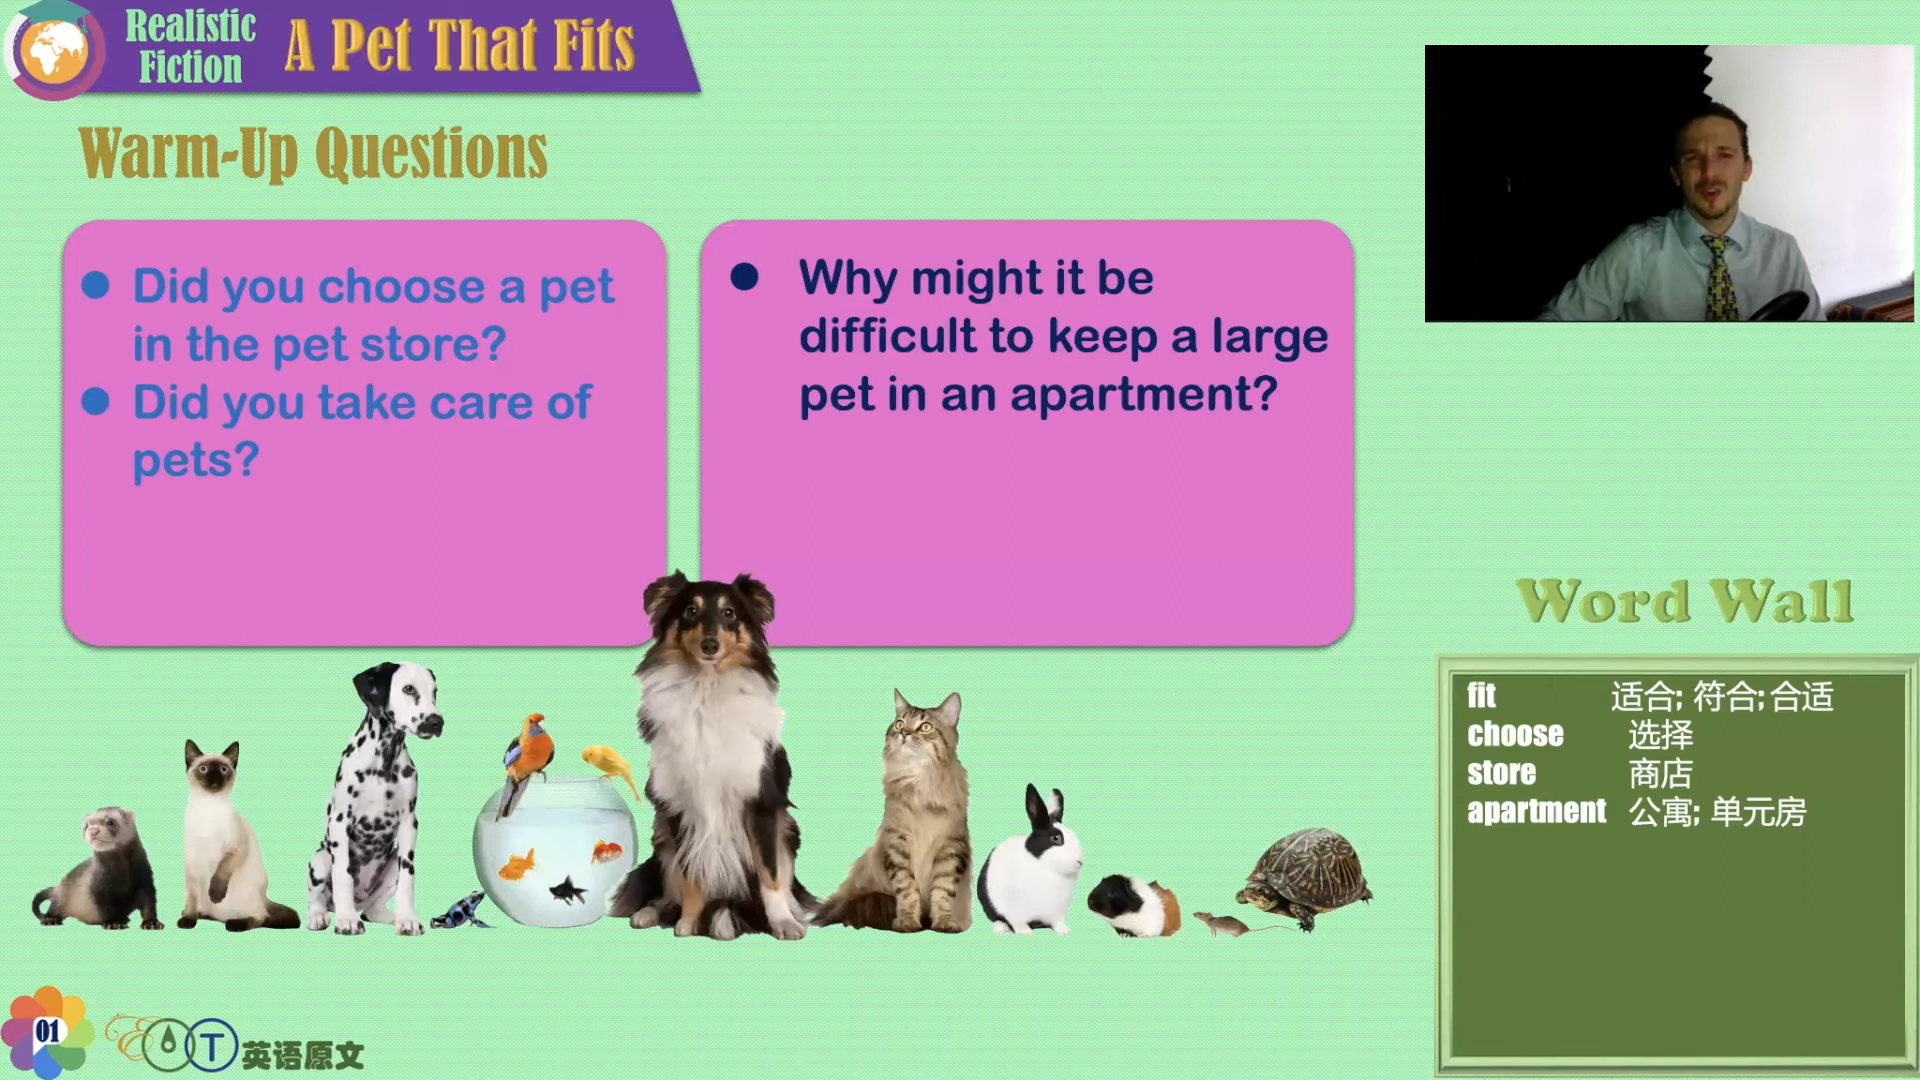 Realistic
Fiction
A Pet That Fits
Warm-Up Questions
Did you choose a pet
in the pet store?
Did you take care of
pets?
Why might it be
difficult to keep a large
pet in an apartment?
Word Wall
fit 适合; 符合; 合适
choose 选择
store 商店
apartment 公寓; 单元房
01
EAT英语原文